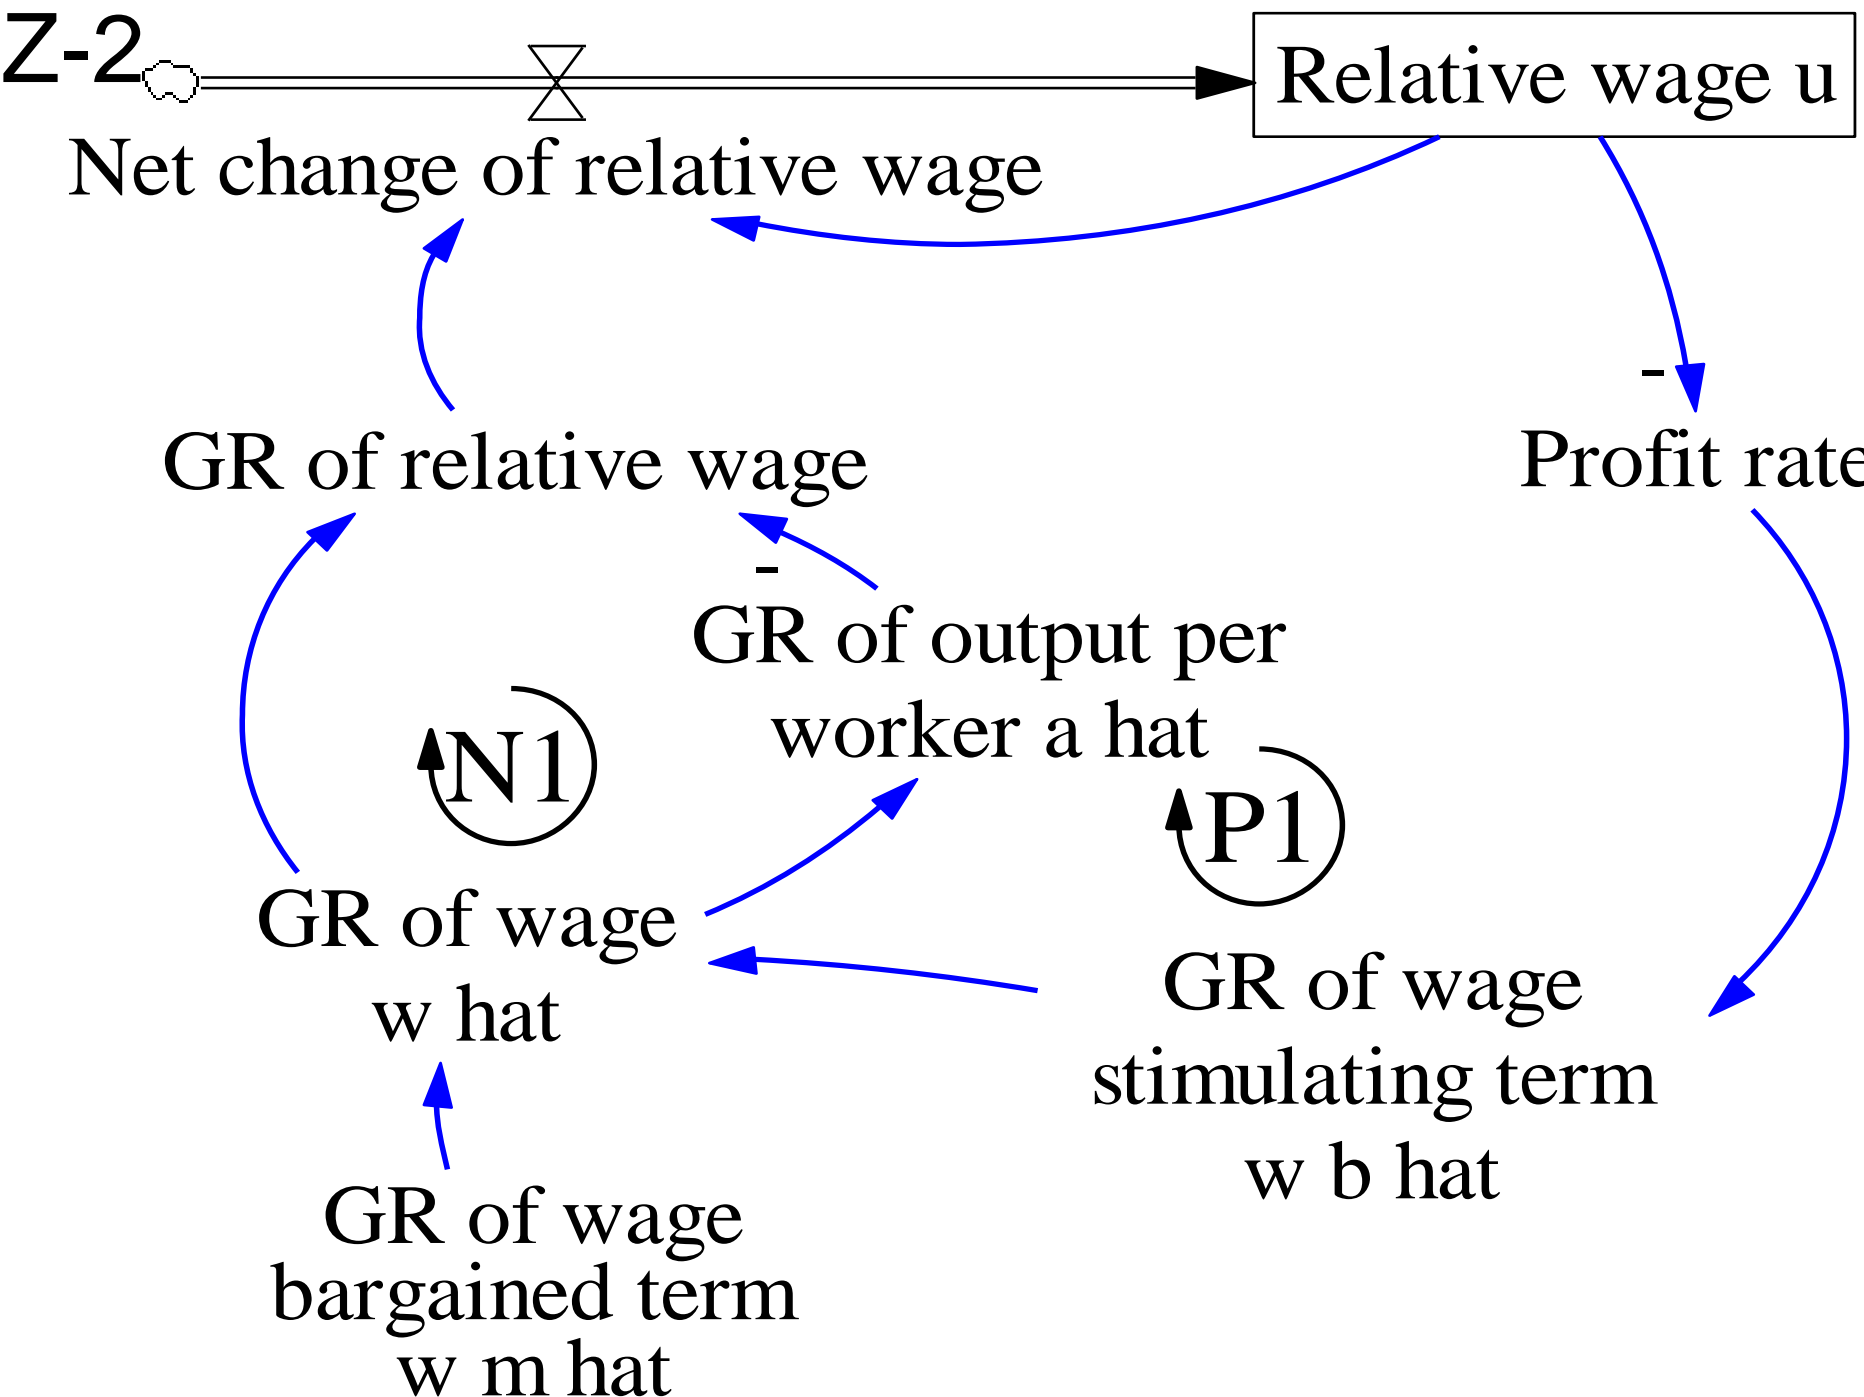 Z-2
Relative wage u
Net change of relative wage
-
GR of relative wage
Profit rate
-
GR of output per
worker a hat
N1
P1
GR of wage
w hat
GR of wage
stimulating term
w b hat
GR of wage
bargained term
w m hat